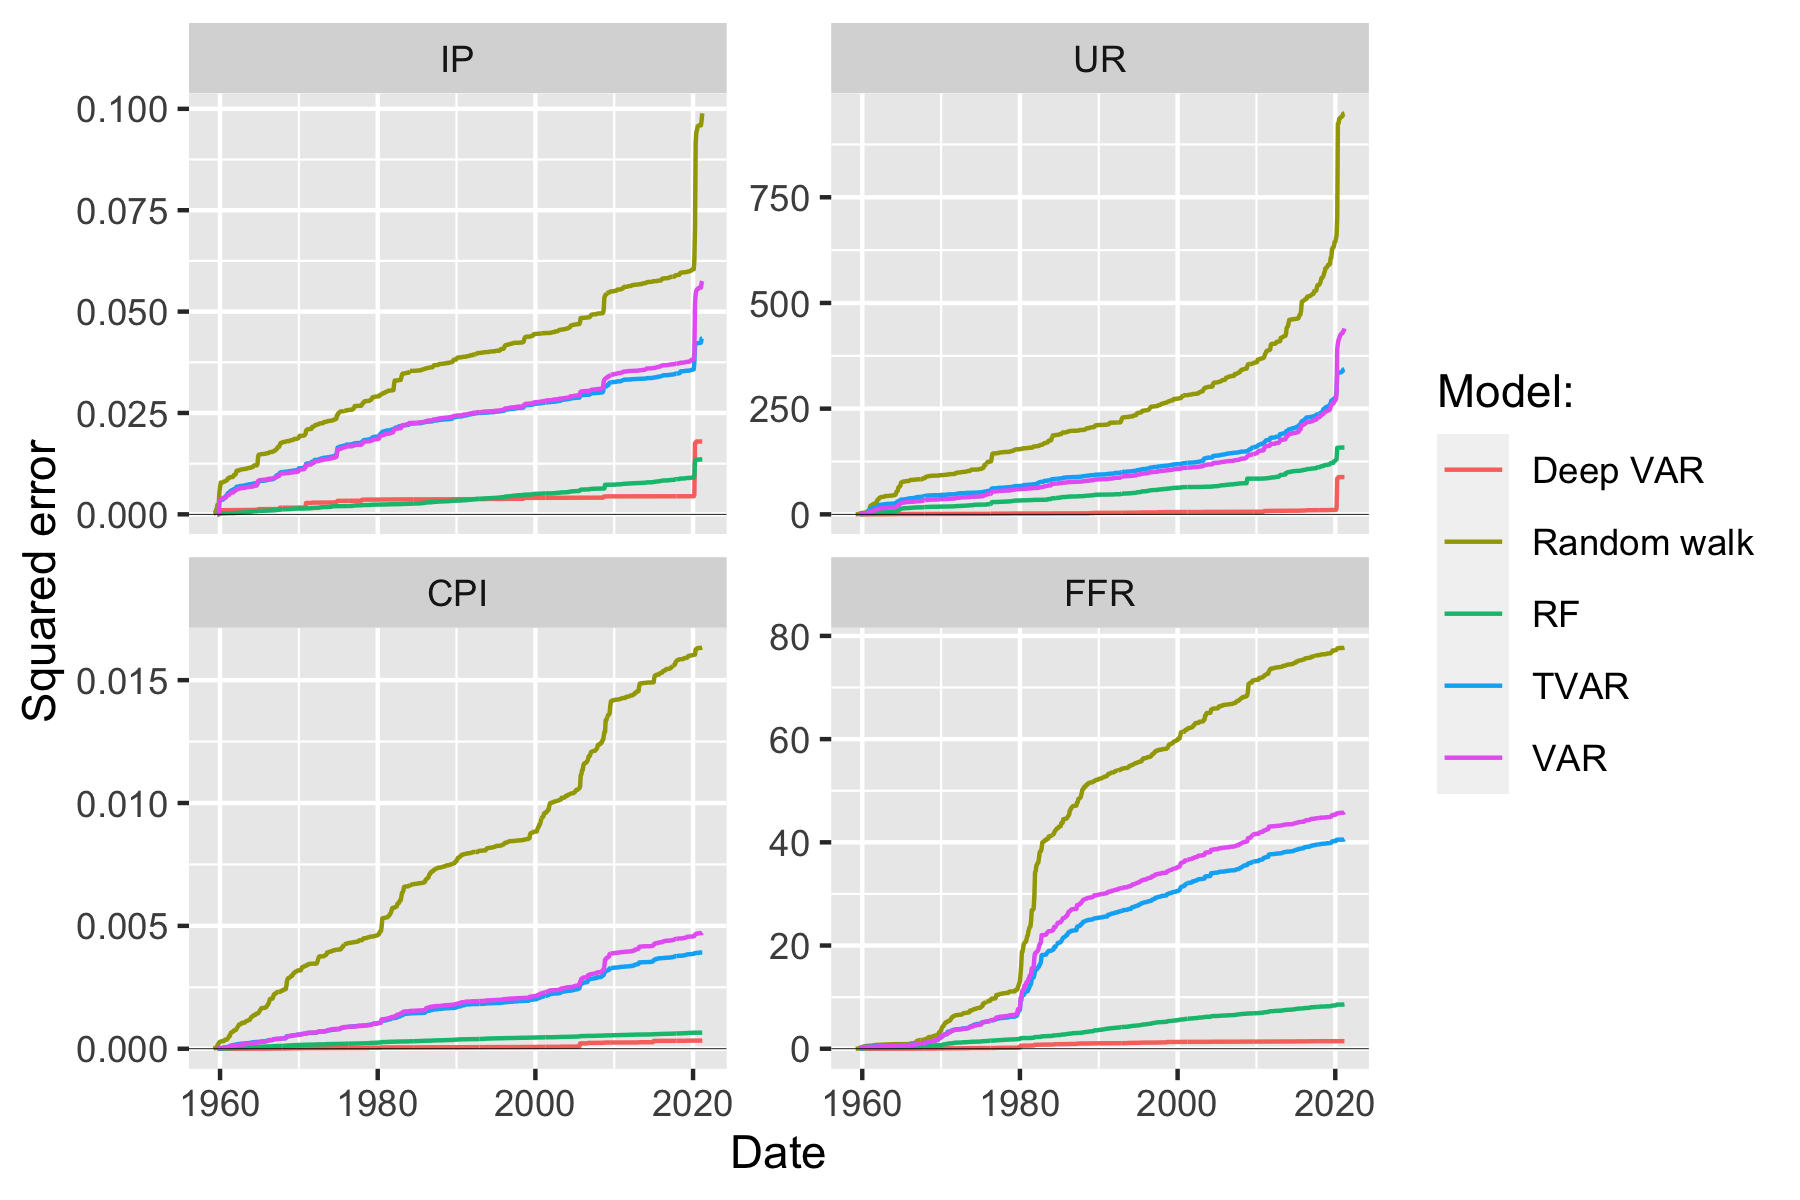 IP
UR
0.100
0.075
0.050
0.025
0.000
750
500
250
0
CPI
FFR
0.015
0.010
0.005
0.000
80
60
40
20
0
1960 1980 2000 2020
1960 1980 2000 2020
Date
Squared error
Model:
Deep VAR
Random walk
RF
TVAR
VAR